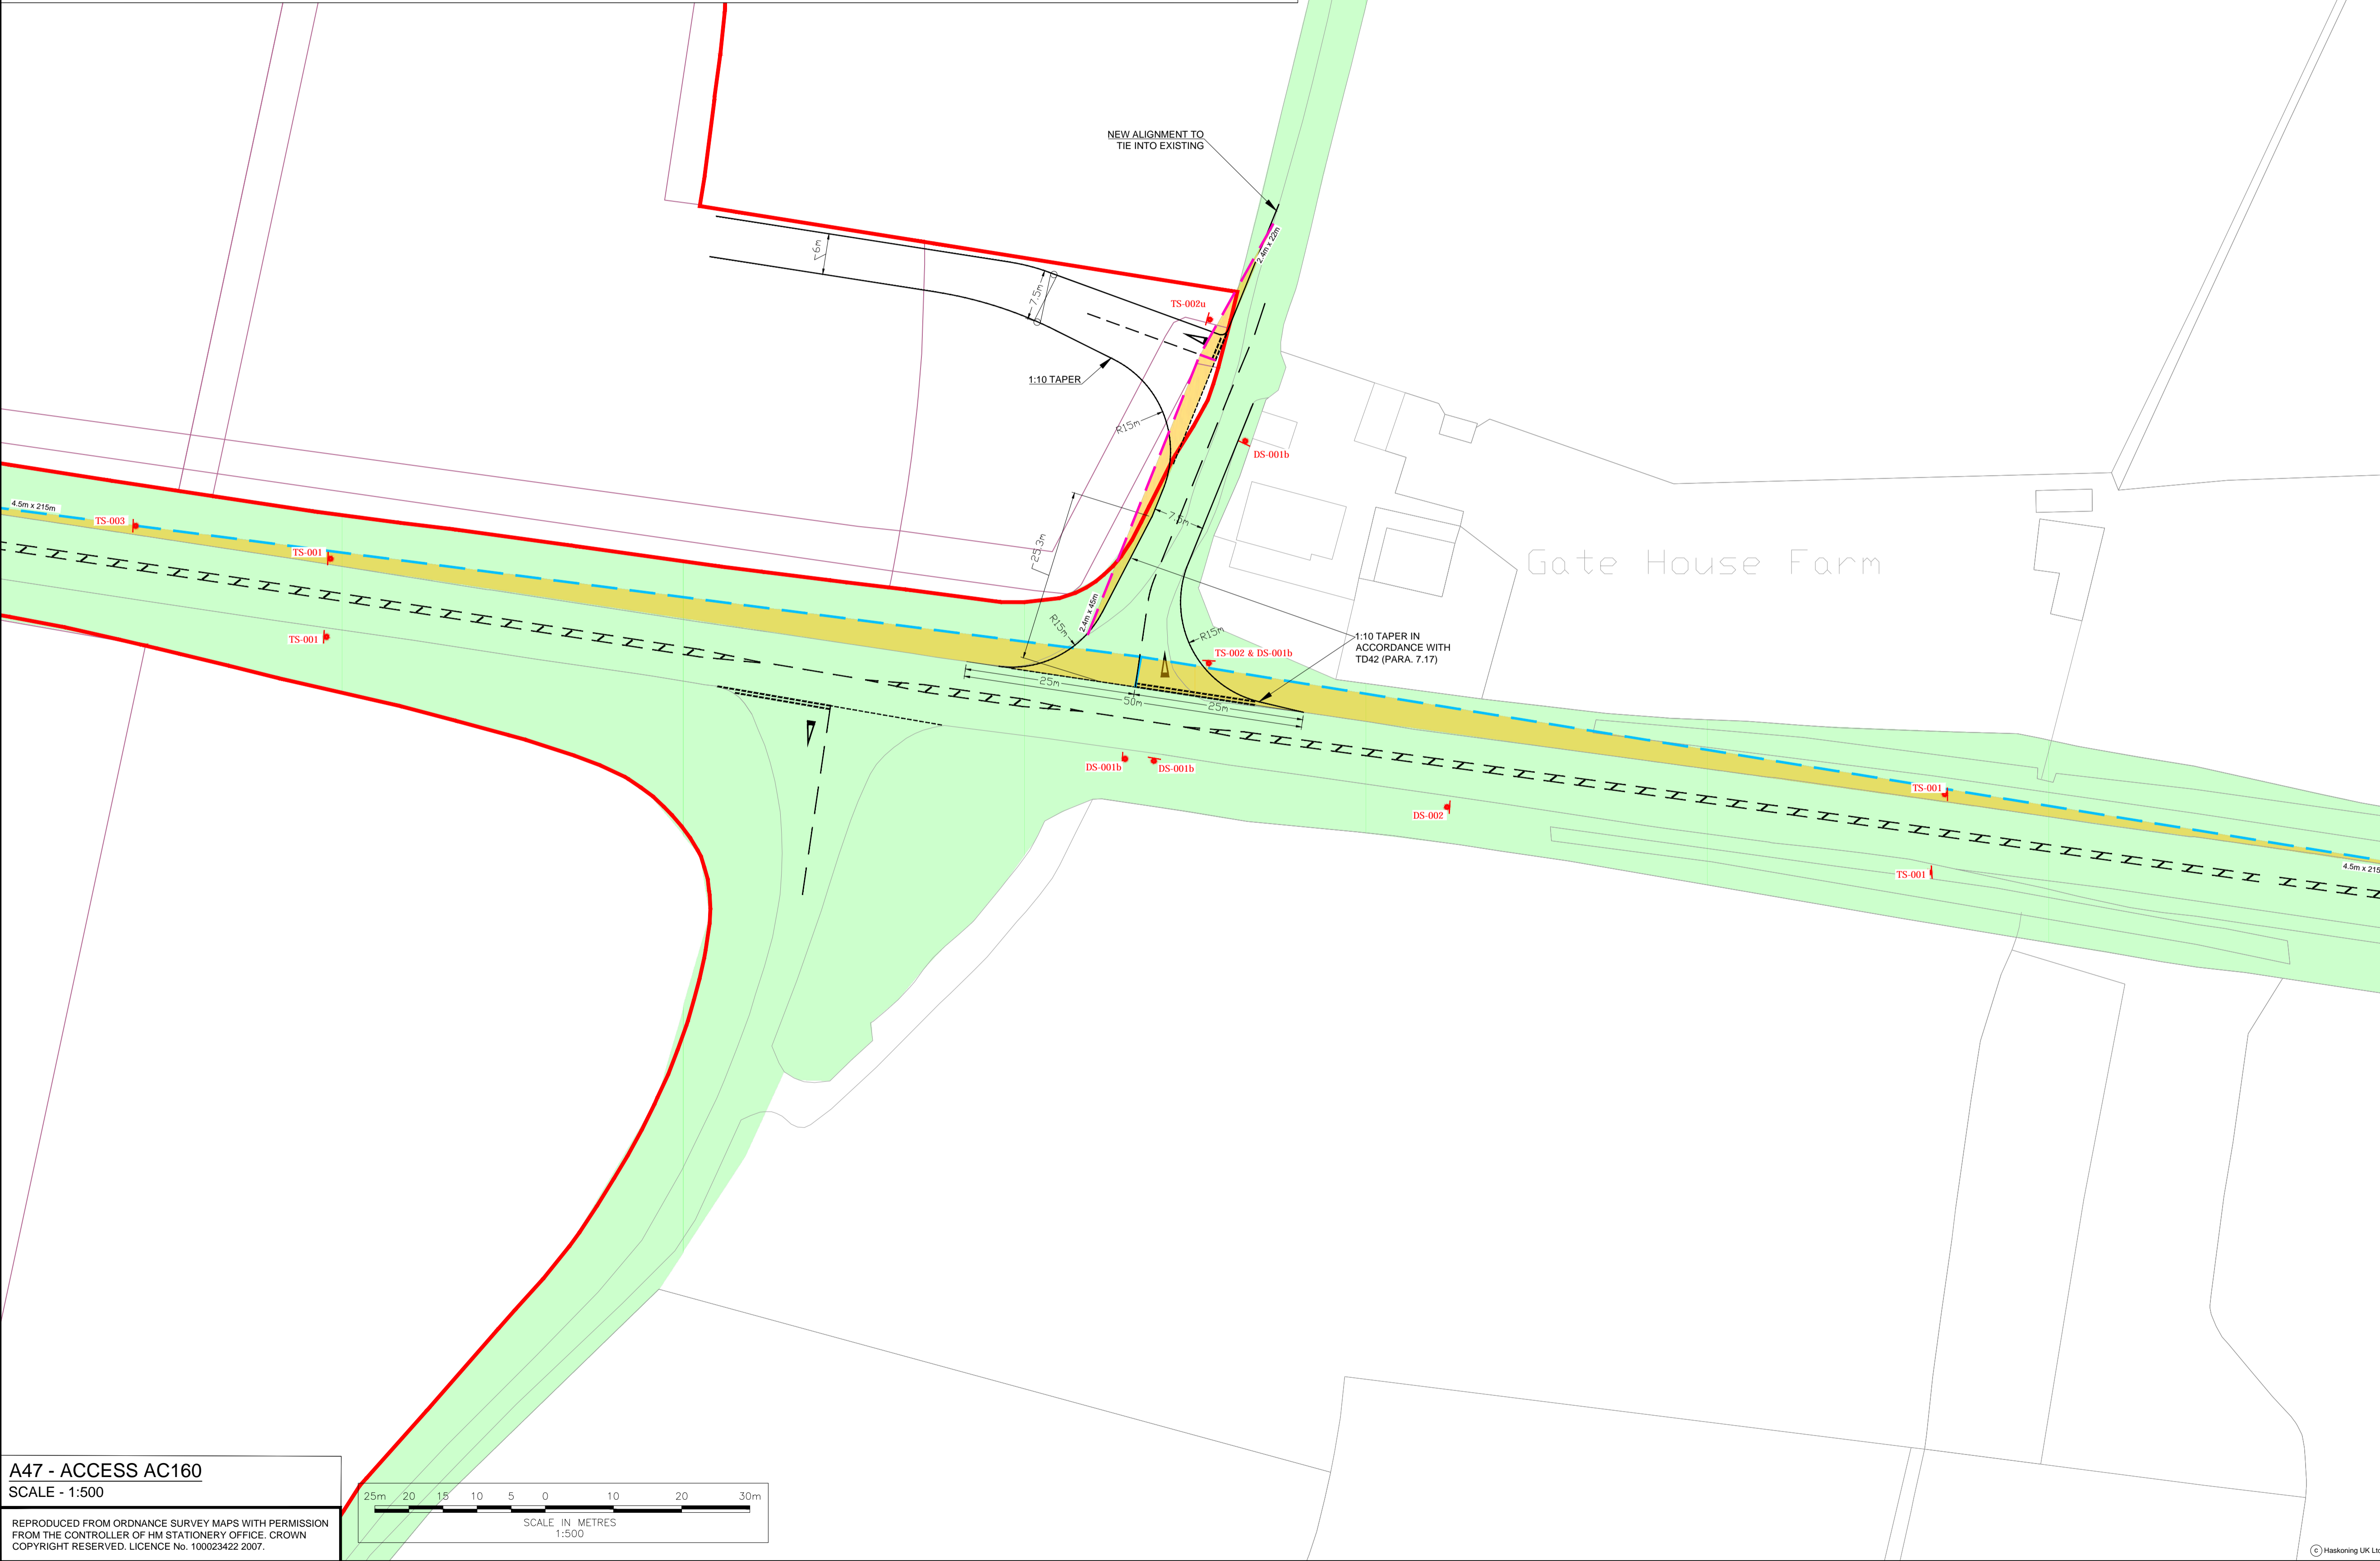 NEW ALIGNMENT TO
TIE INTO EXISTING
2.4m x 22m
6m
7.5m
TS-002u
1:10 TAPER
R15m
DS-001b
4.5m x 215m
TS-003
TS-001
7.5m
25.3m
Gate House Farm
2.4m x 45m
R15m
R15m
TS-001
1:10 TAPER IN
ACCORDANCE WITH
TD42 (PARA. 7.17)
TS-002 & DS-001b
25m
50m
25m
DS-001b
DS-001b
TS-001
DS-002
4.5m x 215
TS-001
A47 - ACCESS AC160
SCALE - 1:500
25m 20 15 10 5 0 10 20 30m
SCALE IN METRES
1:500
REPRODUCED FROM ORDNANCE SURVEY MAPS WITH PERMISSION
FROM THE CONTROLLER OF HM STATIONERY OFFICE. CROWN
COPYRIGHT RESERVED. LICENCE No. 100023422 2007.
© Haskoning UK Ltd